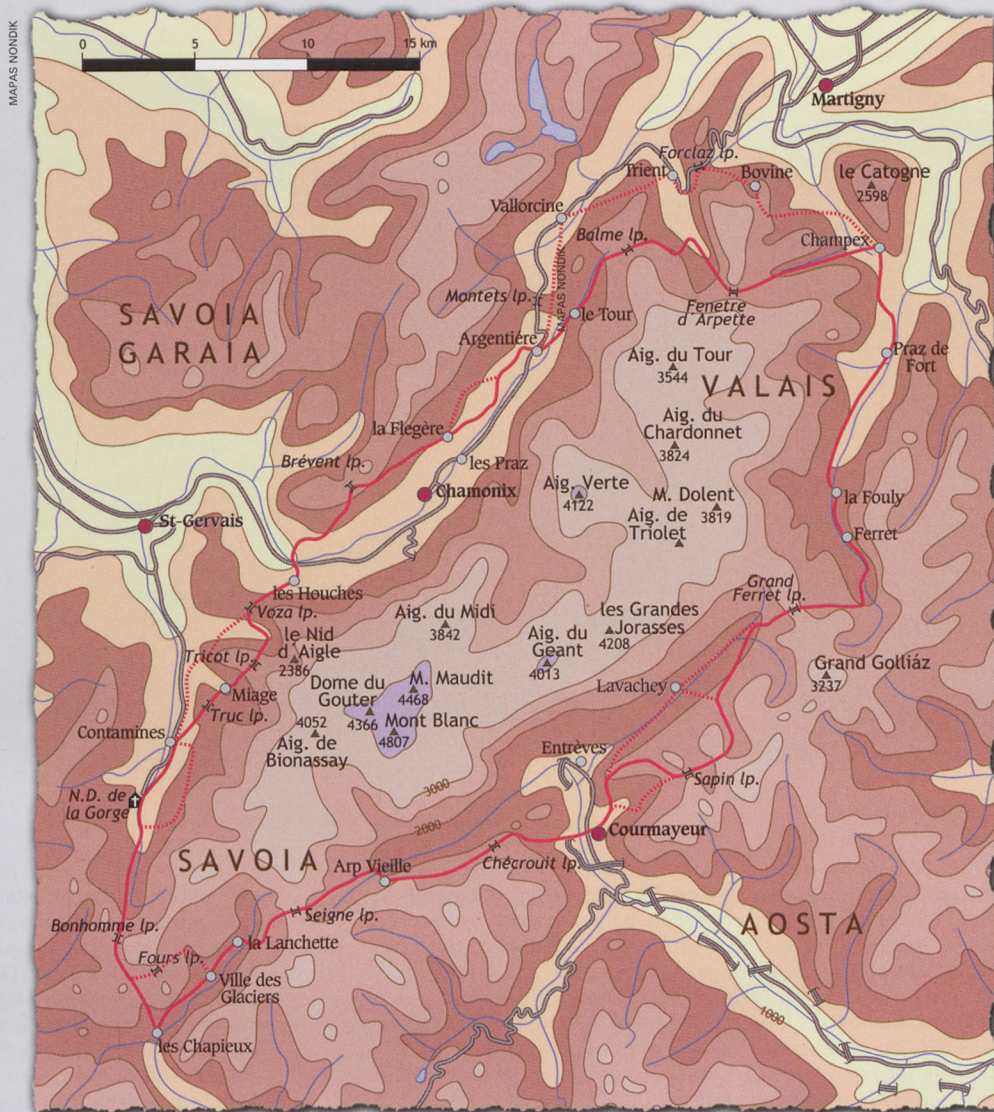 MAPAS NONDIK
0
5
10
15 km
Martigny
Forclaz lp.
Trient
Bovine
le Catogne
2598
Vallorcine
Balme lp.
Champex
MAPAS NONDIK
Montets lp.
Fenetre
d'Arpette
SAVOIA
GARAIA
le Tour
Argentiére
Praz de
Fort
Aig. du Tour
3544
VALAIS
Aig. du
Chardonnet
3824
la Flegère
Brévent lp.
les Praz
Chamonix
Aig. Verte
4122
M. Dolent
3819
la Fouly
Aig. de
Triolet
St-Gervais
Ferret
les Houches
Grand
Ferret lp.
Voza lp.
Aig. du Midi
3842
les Grandes
Jorasses
4208
le Nid
d'Aigle
2386
Aig. du
Geant
4013
Tricot lp.
Grand Golliáz
3237
Miage
Dome du
Gouter
4366
M. Maudit
4468
Lavachey
Truc lp.
Mont Blanc
4807
4052
Aig. de
Bionassay
Contamines
Entrèves
Sapin lp.
N.D. de
la Gorge
3000
2000
Courmayeur
SAVOIA
Arp Vieille
Chécrouit lp.
Seigne lp.
AOSTA
Bonhomme lp.
la Lanchette
Fours lp.
Ville des
Glaciers
1000
les Chapieux